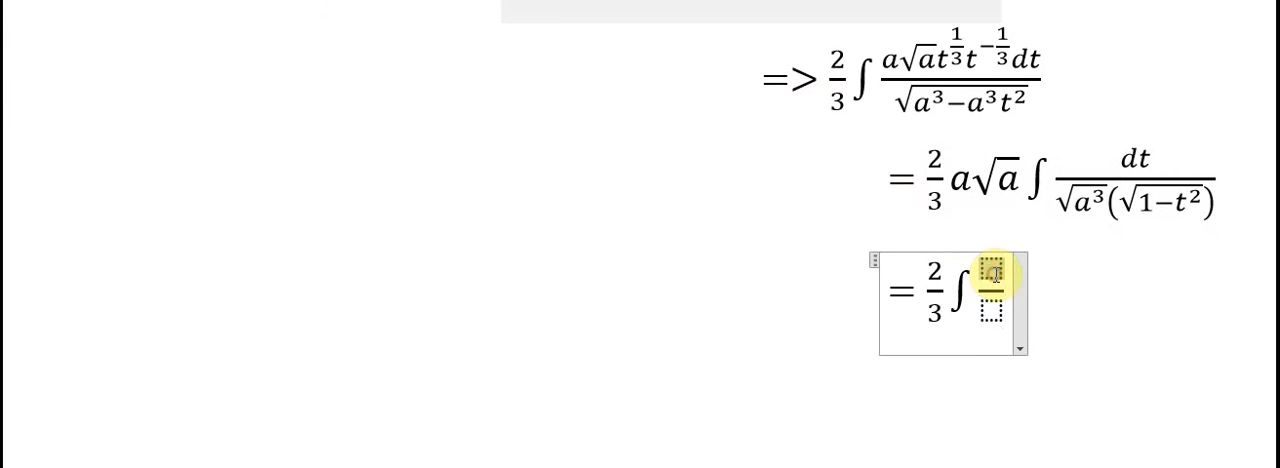 => 2/3 ∫ a√a t^(1/3) t^(-1/3) dt / √(a³−a³t²)
= 2/3 a√a ∫ dt / √a³(√1−t²)
= 2/3 ∫